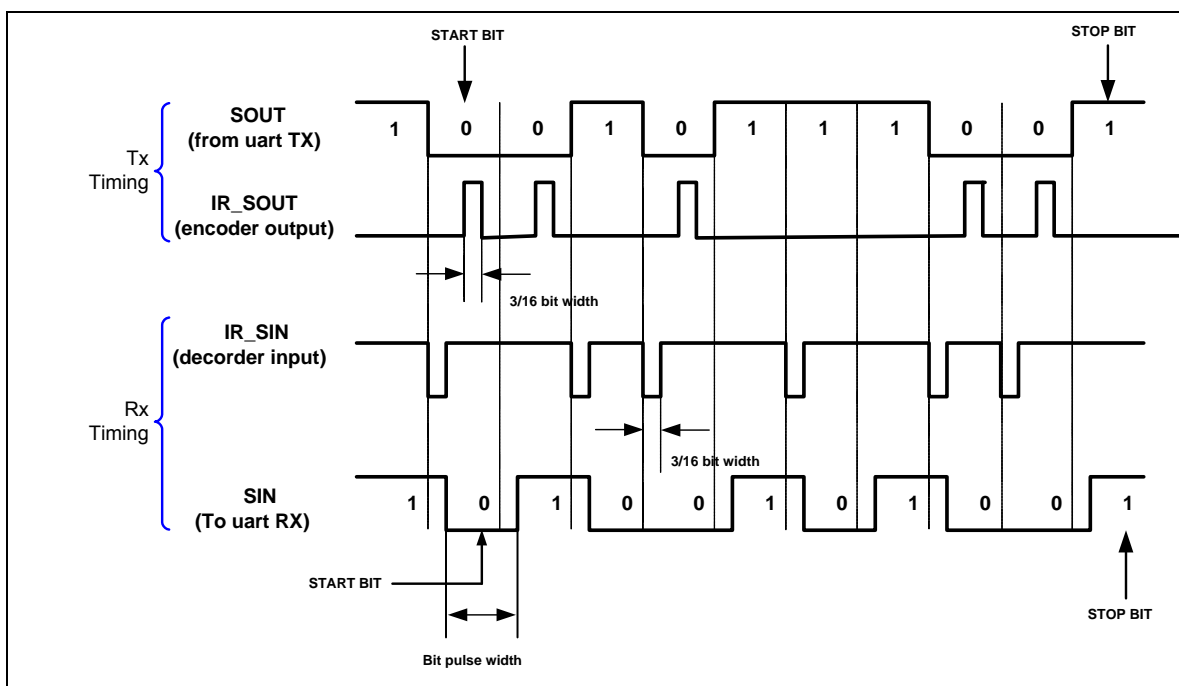 START BIT
STOP BIT
SOUT
(from uart TX)
1 0 0 1 0 1 1 1 0 0 1
Tx
Timing
IR_SOUT
(encoder output)
3/16 bit width
IR_SIN
(decorder input)
Rx
Timing
3/16 bit width
SIN
(To uart RX)
1 0 1 0 0 1 0 1 0 0 1
START BIT
STOP BIT
Bit pulse width